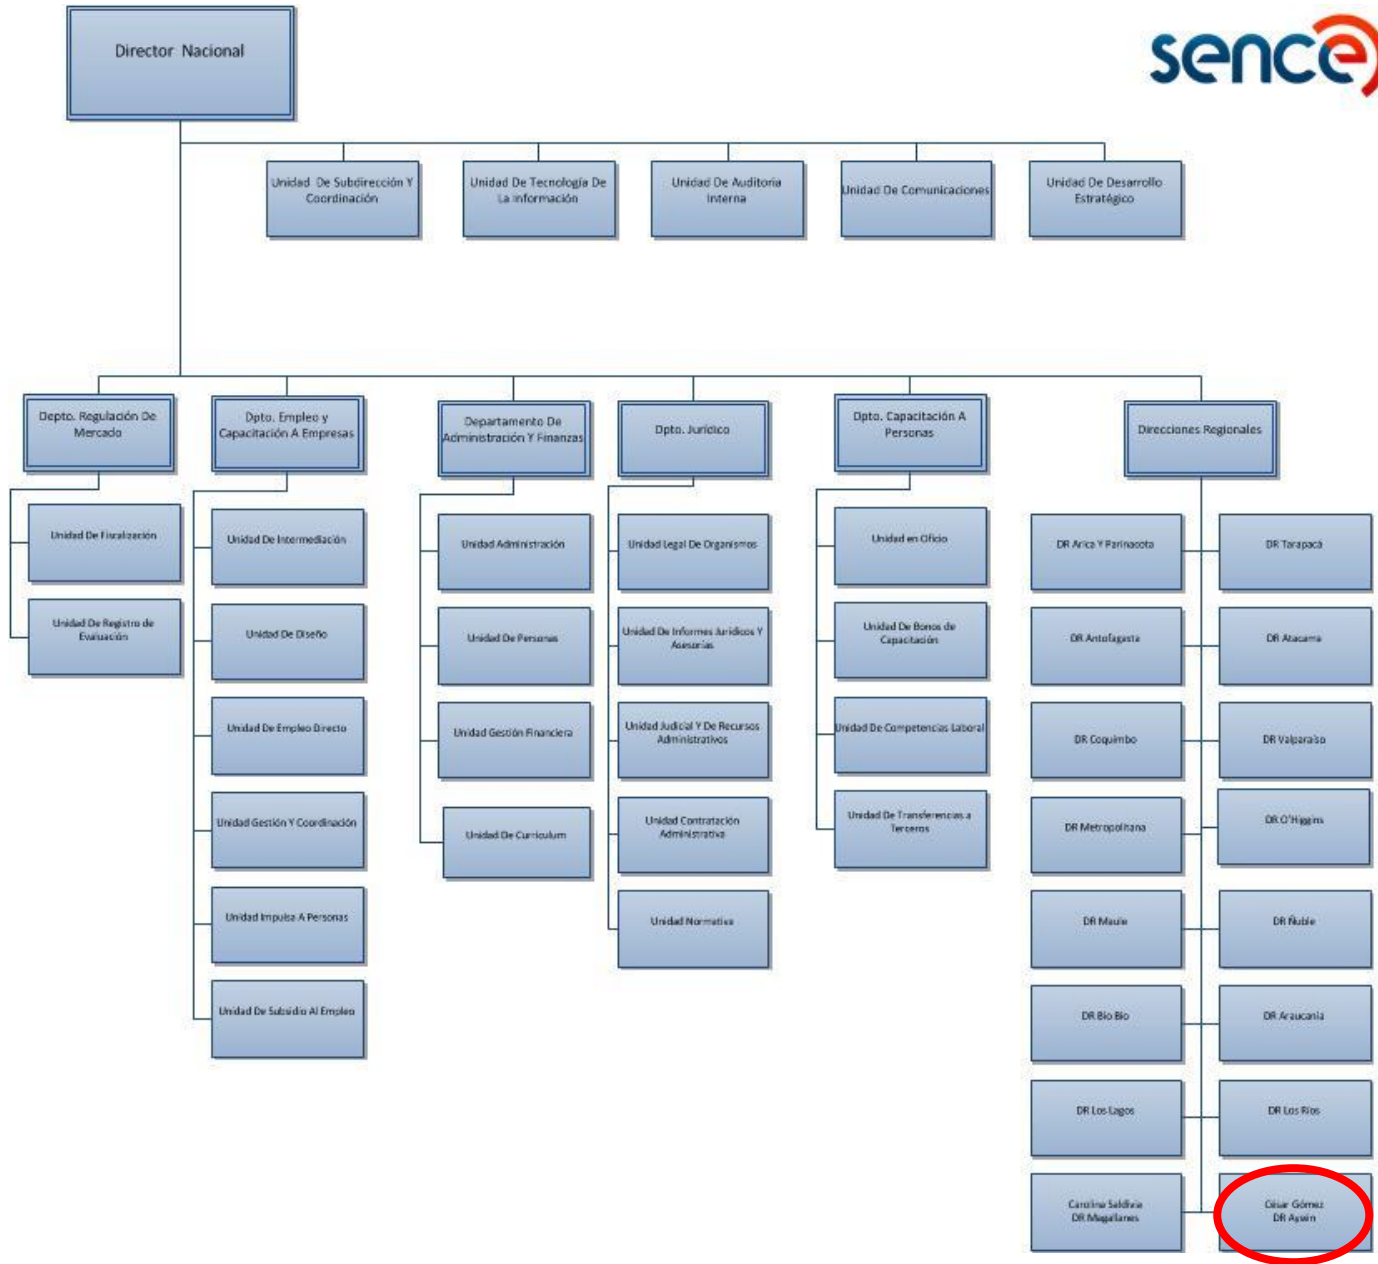 Director Nacional
sence
Unidad De Subdirección Y
Coordinación
Unidad De Tecnología De
La Información
Unidad De Auditoria
Interna
Unidad De Comunicaciones
Unidad De Desarrollo
Estratégico
Depto. Regulación De
Mercado
Dpto. Empleo y
Capacitación A Empresas
Departamento De
Administración Y Finanzas
Dpto. Jurídico
Dpto. Capacitación A
Personas
Direcciones Regionales
Unidad De Fiscalización
Unidad De Registro de
Evaluación
Unidad De Intermediación
Unidad De Diseño
Unidad De Empleo Directo
Unidad Gestión Y Coordinación
Unidad Impulsa A Personas
Unidad De Subsidio Al Empleo
Unidad Administración
Unidad De Personas
Unidad Gestión Financiera
Unidad De Curriculum
Unidad Legal De Organismos
Unidad De Informes Jurídicos Y
Asesorías
Unidad Judicial Y De Recursos
Administrativos
Unidad Contratación
Administrativa
Unidad Normativa
Unidad en Oficio
Unidad De Bonos de
Capacitación
Unidad De Competencias Laboral
Unidad De Transferencias a
Terceros
DR Arica Y Parinacota
DR Tarapacá
DR Antofagasta
DR Atacama
DR Coquimbo
DR Valparaíso
DR Metropolitana
DR O'Higgins
DR Maule
DR Ñuble
DR Bío Bío
DR Araucanía
DR Los Lagos
DR Los Ríos
Carolina Saldivia
DR Magallanes
César Gómez
DR Aysén